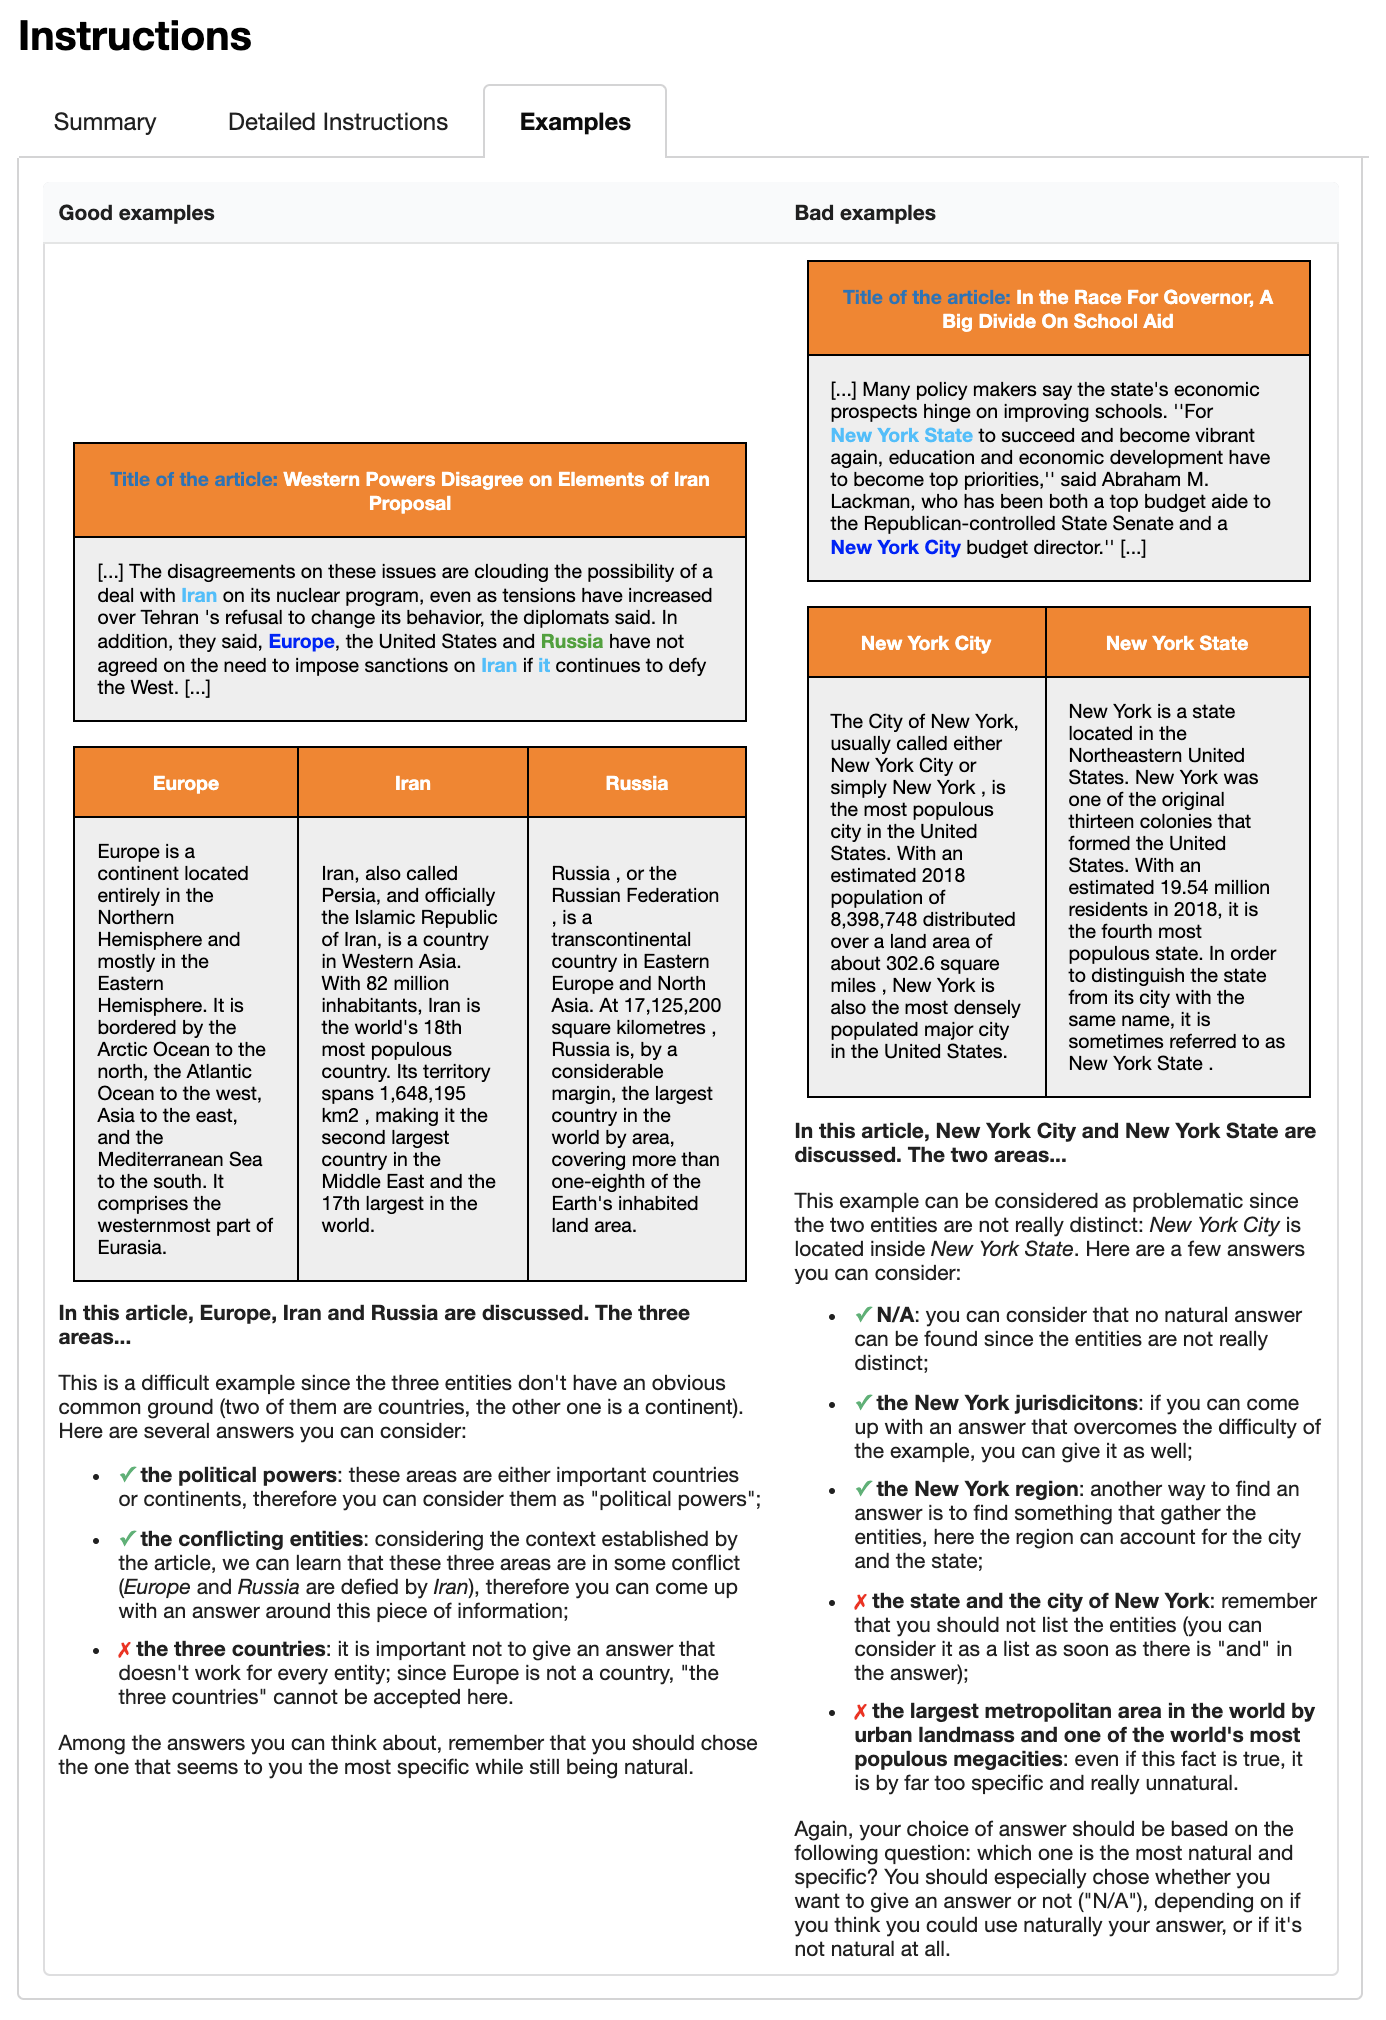 Instructions
Summary
Detailed Instructions
Examples
Good examples
Title of the article: Western Powers Disagree on Elements of Iran
Proposal
[...] The disagreements on these issues are clouding the possibility of a
deal with Iran on its nuclear program, even as tensions have increased
over Tehran 's refusal to change its behavior, the diplomats said. In
addition, they said, Europe, the United States and Russia have not
agreed on the need to impose sanctions on Iran if it continues to defy
the West. [...]
Europe
Europe is a
continent located
entirely in the
Northern
Hemisphere and
mostly in the
Eastern
Hemisphere. It is
bordered by the
Arctic Ocean to the
north, the Atlantic
Ocean to the west,
Asia to the east,
and the
Mediterranean Sea
to the south. It
comprises the
westernmost part of
Eurasia.
Iran
Iran, also called
Persia, and officially
the Islamic Republic
of Iran, is a country
in Western Asia.
With 82 million
inhabitants, Iran is
the world's 18th
most populous
country. Its territory
spans 1,648,195
km2 , making it the
second largest
country in the
Middle East and the
17th largest in the
world.
Russia
Russia , or the
Russian Federation
, is a
transcontinental
country in Eastern
Europe and North
Asia. At 17,125,200
square kilometres ,
Russia is, by a
considerable
margin, the largest
country in the
world by area,
covering more than
one-eighth of the
Earth's inhabited
land area.
In this article, Europe, Iran and Russia are discussed. The three
areas...
This is a difficult example since the three entities don't have an obvious
common ground (two of them are countries, the other one is a continent).
Here are several answers you can consider:
• ✓ the political powers: these areas are either important countries
or continents, therefore you can consider them as "political powers";
• ✓ the conflicting entities: considering the context established by
the article, we can learn that these three areas are in some conflict
(Europe and Russia are defied by Iran), therefore you can come up
with an answer around this piece of information;
• ✗ the three countries: it is important not to give an answer that
doesn't work for every entity; since Europe is not a country, "the
three countries" cannot be accepted here.
Among the answers you can think about, remember that you should chose
the one that seems to you the most specific while still being natural.
Bad examples
Title of the article: In the Race For Governor, A
Big Divide On School Aid
[...] Many policy makers say the state's economic
prospects hinge on improving schools. ''For
New York State to succeed and become vibrant
again, education and economic development have
to become top priorities,'' said Abraham M.
Lackman, who has been both a top budget aide to
the Republican-controlled State Senate and a
New York City budget director.'' [...]
New York City
The City of New York,
usually called either
New York City or
simply New York , is
the most populous
city in the United
States. With an
estimated 2018
population of
8,398,748 distributed
over a land area of
about 302.6 square
miles , New York is
also the most densely
populated major city
in the United States.
New York State
New York is a state
located in the
Northeastern United
States. New York was
one of the original
thirteen colonies that
formed the United
States. With an
estimated 19.54 million
residents in 2018, it is
the fourth most
populous state. In order
to distinguish the state
from its city with the
same name, it is
sometimes referred to as
New York State .
In this article, New York City and New York State are
discussed. The two areas...
This example can be considered as problematic since
the two entities are not really distinct: New York City is
located inside New York State. Here are a few answers
you can consider:
• ✓ N/A: you can consider that no natural answer
can be found since the entities are not really
distinct;
• ✓ the New York jurisdicitons: if you can come
up with an answer that overcomes the difficulty of
the example, you can give it as well;
• ✓ the New York region: another way to find an
answer is to find something that gather the
entities, here the region can account for the city
and the state;
• ✗ the state and the city of New York: remember
that you should not list the entities (you can
consider it as a list as soon as there is "and" in
the answer);
• ✗ the largest metropolitan area in the world by
urban landmass and one of the world's most
populous megacities: even if this fact is true, it
is by far too specific and really unnatural.
Again, your choice of answer should be based on the
following question: which one is the most natural and
specific? You should especially chose whether you
want to give an answer or not ("N/A"), depending on if
you think you could use naturally your answer, or if it's
not natural at all.